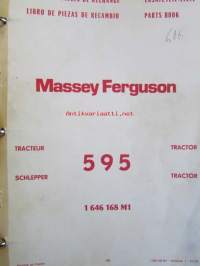 LIBRO DE PIEZAS DE RECAMBIO PARTS BOOK
Massey Ferguson
TRACTEUR 595 TRACTOR
SCHLEPPER TRACTOR
1 646 168 M1
antikvariaatti.net